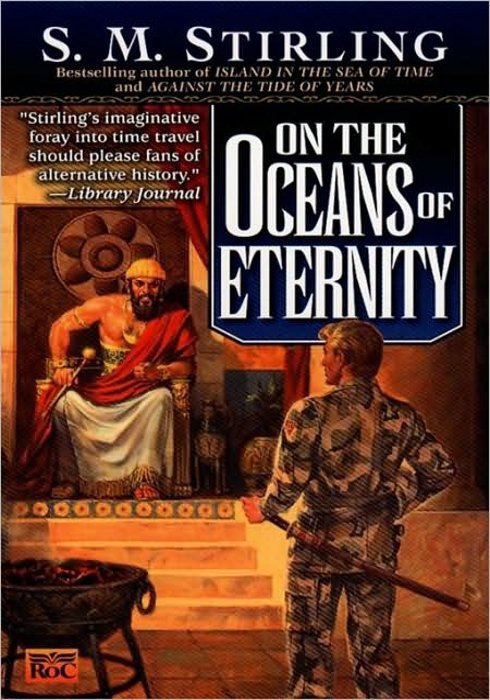 S. M. STIRLING
Bestselling author of ISLAND IN THE SEA OF TIME
and AGAINST THE TIDE OF YEARS
"Stirling's imaginative
foray into time travel
should please fans of
alternative history."
—Library Journal
ON THE
OCEANS OF
ETERNITY
ROC